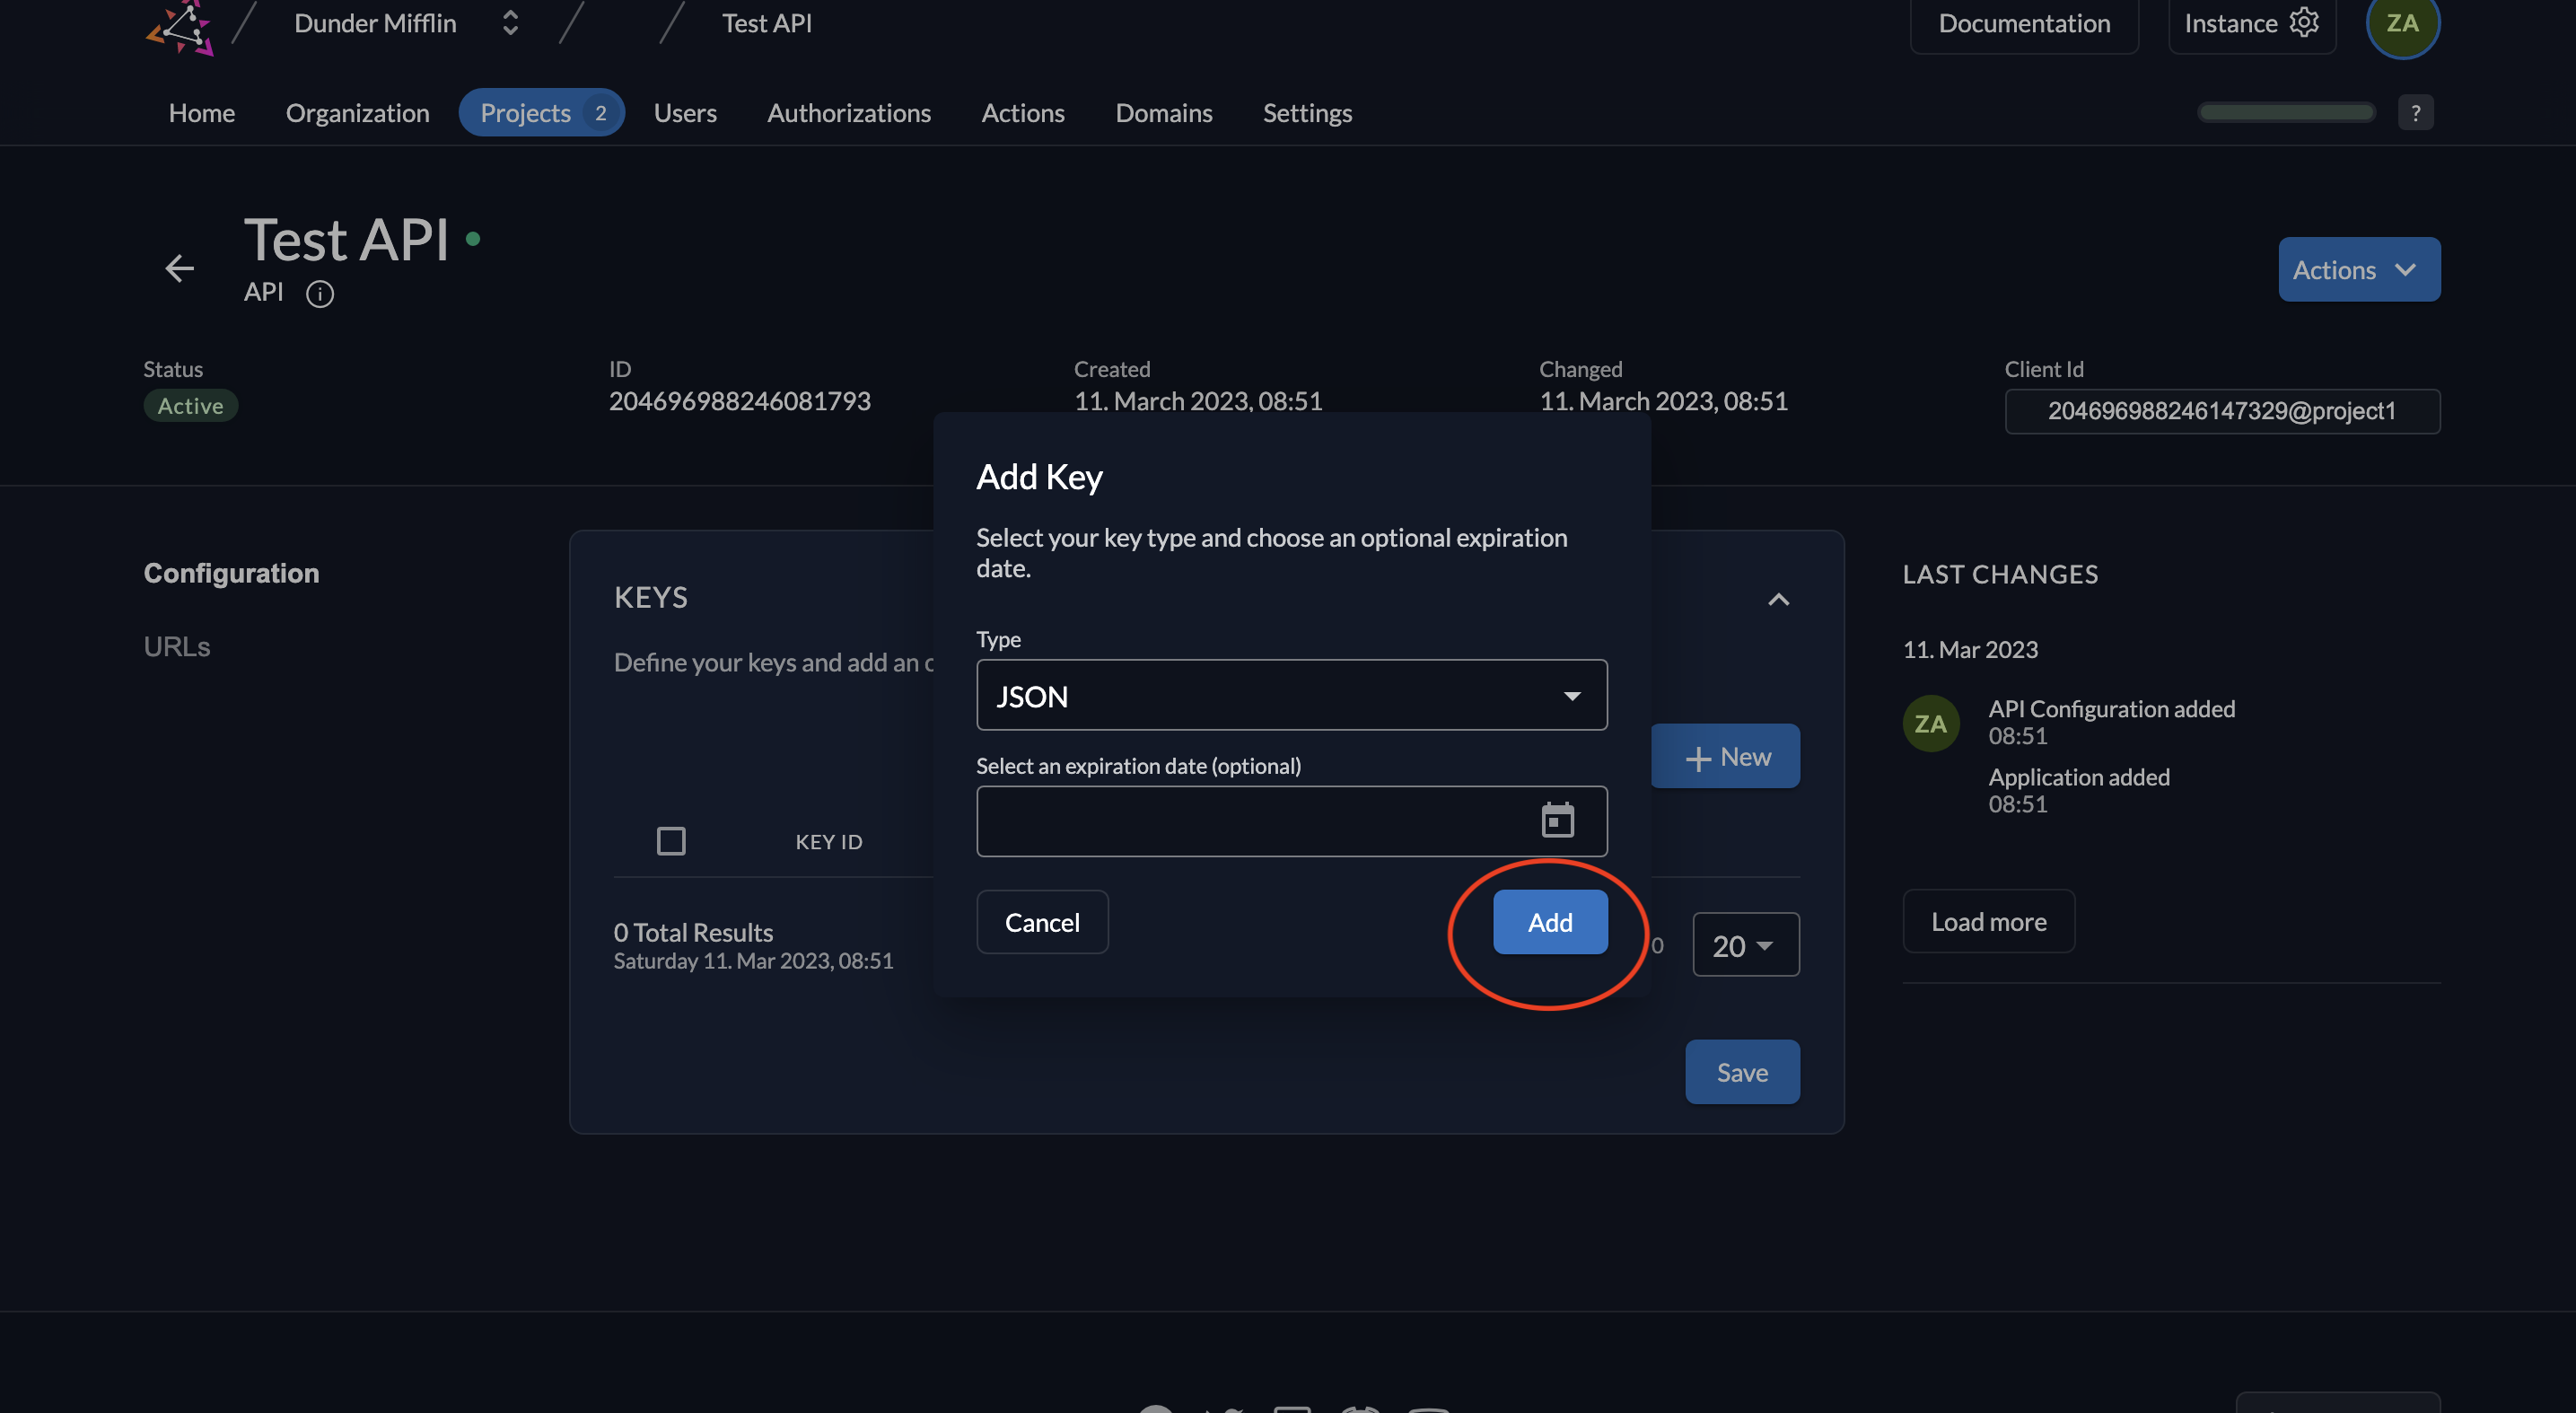 Dunder Mifflin
Test API
Documentation
Instance
ZA
Home
Organization
Projects 2
Users
Authorizations
Actions
Domains
Settings
?
Test API
API
Actions
Status
Active
ID
204696988246081793
Created
11. March 2023, 08:51
Changed
11. March 2023, 08:51
Client Id
204696988246147329@project1
Configuration
URLs
KEYS
Define your keys and add an
New
KEY ID
0 Total Results
Saturday 11. Mar 2023, 08:51
0
20
Save
Add Key
Select your key type and choose an optional expiration
date.
Type
JSON
Select an expiration date (optional)
Cancel
Add
LAST CHANGES
11. Mar 2023
ZA
API Configuration added
08:51
Application added
08:51
Load more